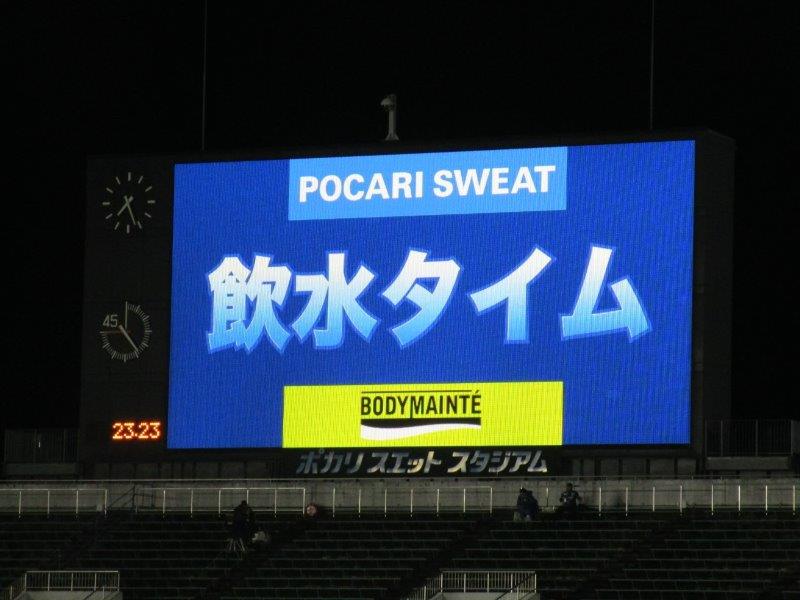 POCARI SWEAT
飲水タイム
BODYMAINTÉ
45
23:23
ポカリスエット スタジアム